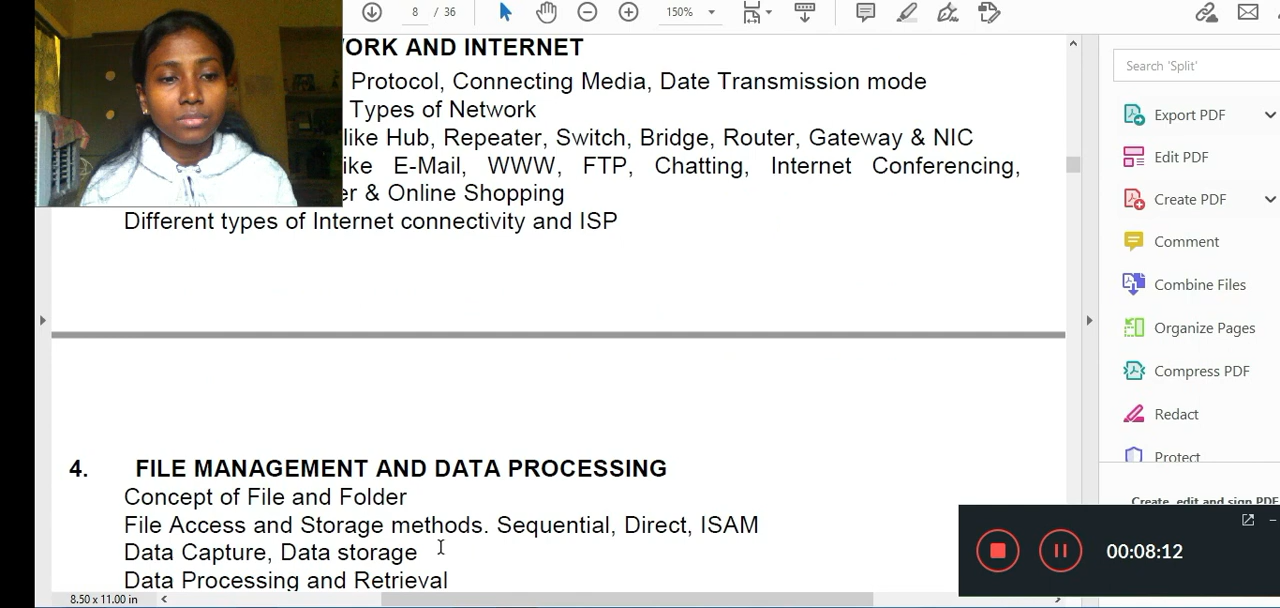 8 / 36 150%
Search 'Split'
ORK AND INTERNET
Protocol, Connecting Media, Date Transmission mode
Types of Network
like Hub, Repeater, Switch, Bridge, Router, Gateway & NIC
ike E-Mail, WWW, FTP, Chatting, Internet Conferencing,
er & Online Shopping
Different types of Internet connectivity and ISP
4. FILE MANAGEMENT AND DATA PROCESSING
Concept of File and Folder
File Access and Storage methods. Sequential, Direct, ISAM
Data Capture, Data storage
Data Processing and Retrieval
8.50 x 11.00 in
Export PDF
Edit PDF
Create PDF
Comment
Combine Files
Organize Pages
Compress PDF
Redact
Protect
Create, edit and sign PDF
00:08:12